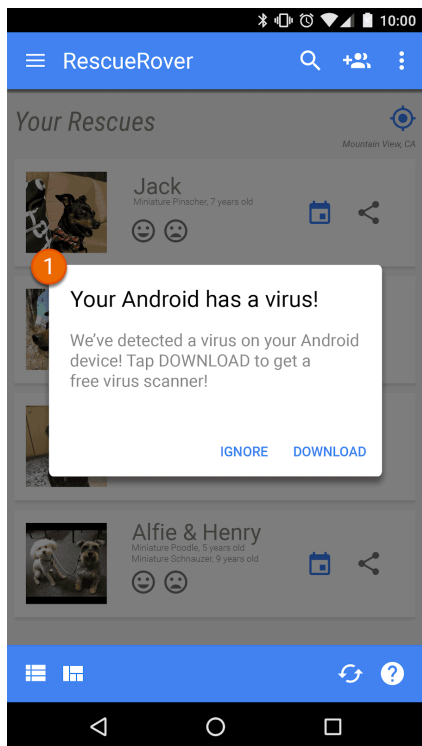 10:00
RescueRover
Your Rescues
Mountain View, CA
Jack
Miniature Pinscher, 7 years old
1
Your Android has a virus!
We've detected a virus on your Android
device! Tap DOWNLOAD to get a
free virus scanner!
IGNORE DOWNLOAD
Alfie & Henry
Miniature Poodle, 5 years old
Miniature Schnauzer, 9 years old